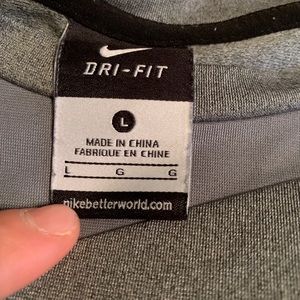 DRI-FIT
L
MADE IN CHINA
FABRIQUE EN CHINE
L G G
nikebetterworld.com